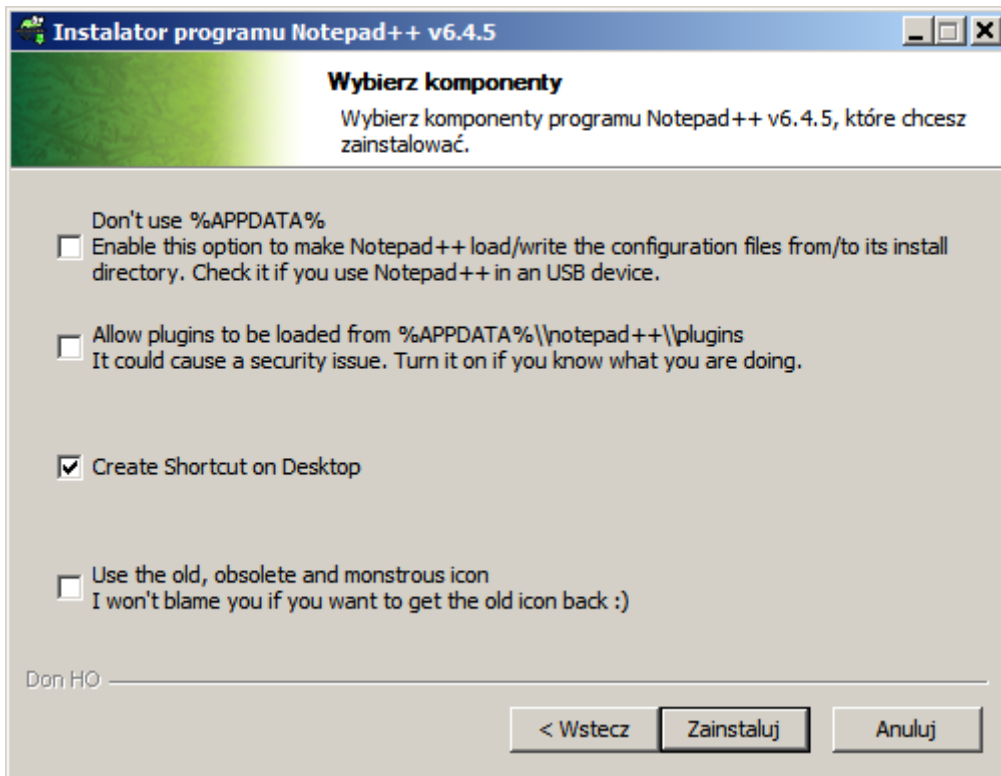 Instalator programu Notepad++ v6.4.5
Wybierz komponenty
Wybierz komponenty programu Notepad++ v6.4.5, które chcesz
zainstalować.
Don't use %APPDATA%
Enable this option to make Notepad++ load/write the configuration files from/to its install
directory. Check it if you use Notepad++ in an USB device.
Allow plugins to be loaded from %APPDATA%\\notepad++\\plugins
It could cause a security issue. Turn it on if you know what you are doing.
Create Shortcut on Desktop
Use the old, obsolete and monstrous icon
I won't blame you if you want to get the old icon back :)
Don HO
< Wstecz
Zainstaluj
Anuluj